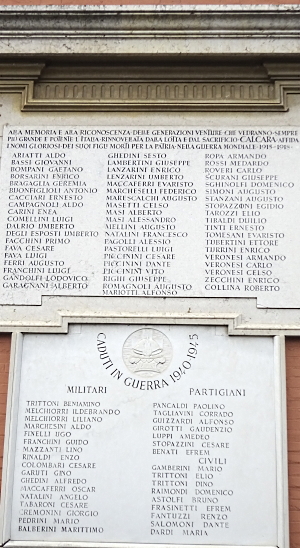 ALLA MEMORIA E ALLA RICONOSCENZA DELLE GENERAZIONI VENTURE CHE VEDRANNO SEMPRE
PIÙ GRANDE E POTENTE L'ITALIA RINNOVELLATA DALLA LOTTA E DAL SACRIFICIO CALCARA AFFIDA
I NOMI GLORIOSI DEI SUOI FIGLI MORTI PER LA PATRIA NELLA GUERRA MONDIALE 1915-1918
ARIATTI ALDO
BASSI GIOVANNI
BOMPANI GAETANO
BORSARINI ENRICO
BRAGAGLIA GEREMIA
BUONFIGLIOLI ANTONIO
CACCIARI ERNESTO
CAMPAGNOLI ALDO
CARINI ENEA
COMELLINI LUIGI
DALRIO UMBERTO
DEGLI ESPOSTI UMBERTO
FACCHINI PRIMO
FAVA CESARE
FAVA LUIGI
FERRI AUGUSTO
FRANCHINI LUIGI
GANDOLFI LODOVICO
GARAGNANI ALBERTO
GHEDINI SESTO
LAMBERTINI GIUSEPPE
LANZARINI ENRICO
LENZARINI UMBERTO
MACCAFERRI EVARISTO
MARCHESINI FEDERICO
MARESCALCHI AUGUSTO
MASETTI CELSO
MASI ALBERTO
MASI ALESSANDRO
MELLINI AUGUSTO
NATALINI FRANCESCO
PAGOLLI ALESSIO
PASTORELLI LUIGI
PICCININI CESARE
PICCININI DANTE
PICCININI VITO
RIGHI GIUSEPPE
ROMAGNOLI AUGUSTO
MARIOTTI ALFONSO
ROPA ARMANDO
ROSSI MEDARDO
ROVERI CARLO
SCURANI GIUSEPPE
SGHINOLFI DOMENICO
SIMONI AUGUSTO
STANZANI AUGUSTO
STOPAZZONI EGIDIO
TAROZZI ELIO
TIBALDI DUILIO
TINTI ERNESTO
TOMESANI EVARISTO
TUBERTINI ETTORE
TURRINI ENRICO
VERONESI ARMANDO
VERONESI CARLO
VERONESI CELSO
ZECCHINI ENRICO
COLLINA ROBERTO
CADUTI IN GUERRA 1940-1945
MILITARI
TRITTONI BENIAMINO
MELCHIORRI ILDEBRANDO
MELCHIORRI LILIANO
MARCHESINI ALDO
FINELLI UGO
FRANCHINI GUIDO
MAZZANTI LINO
RINALDI ENZO
COLOMBARI CESARE
GARUTI GINO
GHEDINI ALFREDO
MACCAFERRI OSCAR
NATALINI ANGELO
TABARONI CESARE
CREMONINI GIORGIO
PEDRINI MARIO
BALBERINI MARITTIMO
PARTIGIANI
PANCALDI PAOLINO
TAGLIAVINI CORRADO
GUIZZARDI ALFONSO
GIROTTI GAUDENZIO
LUPPI AMEDEO
STOPAZZINI CESARE
BENATI EFREM
CIVILI
GAMBERINI MARIO
TRITTONI ELIO
TRITTONI DINO
RAIMONDI DOMENICO
ASTOLFI BRUNO
FRASINETTI EFREM
FANTUZZI RENZO
SALOMONI DANTE
DARDI MARIA